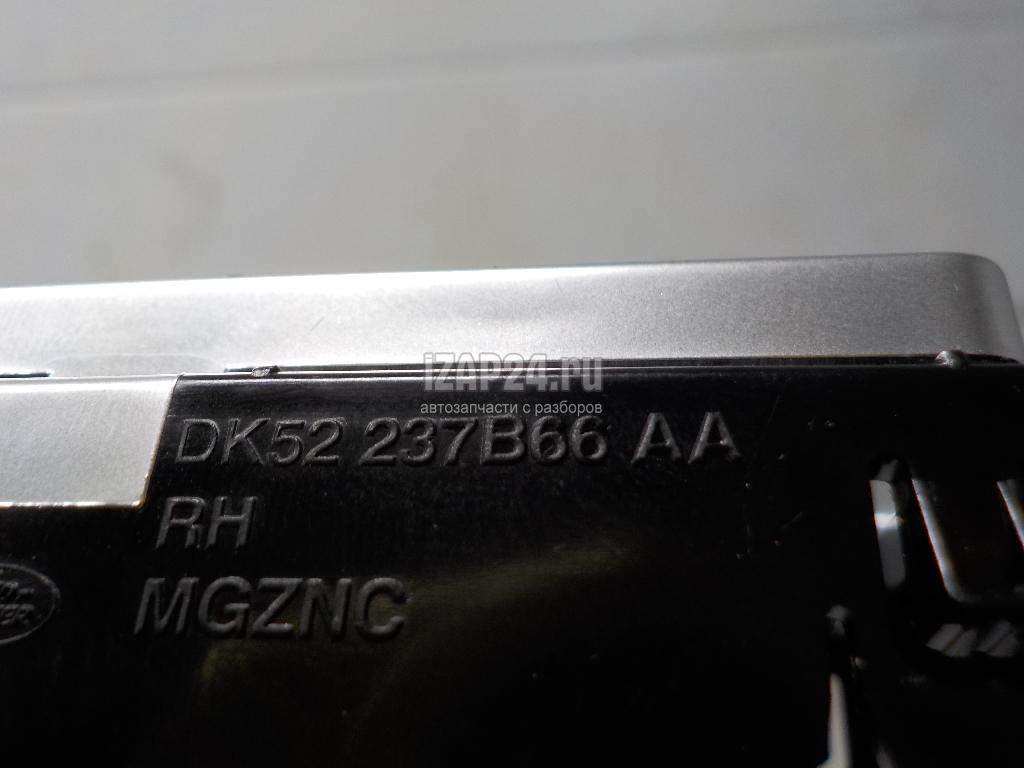 iZAP24.ru
автозапчасти с разборов
DK52 237B66 AA
RH
MGZNC